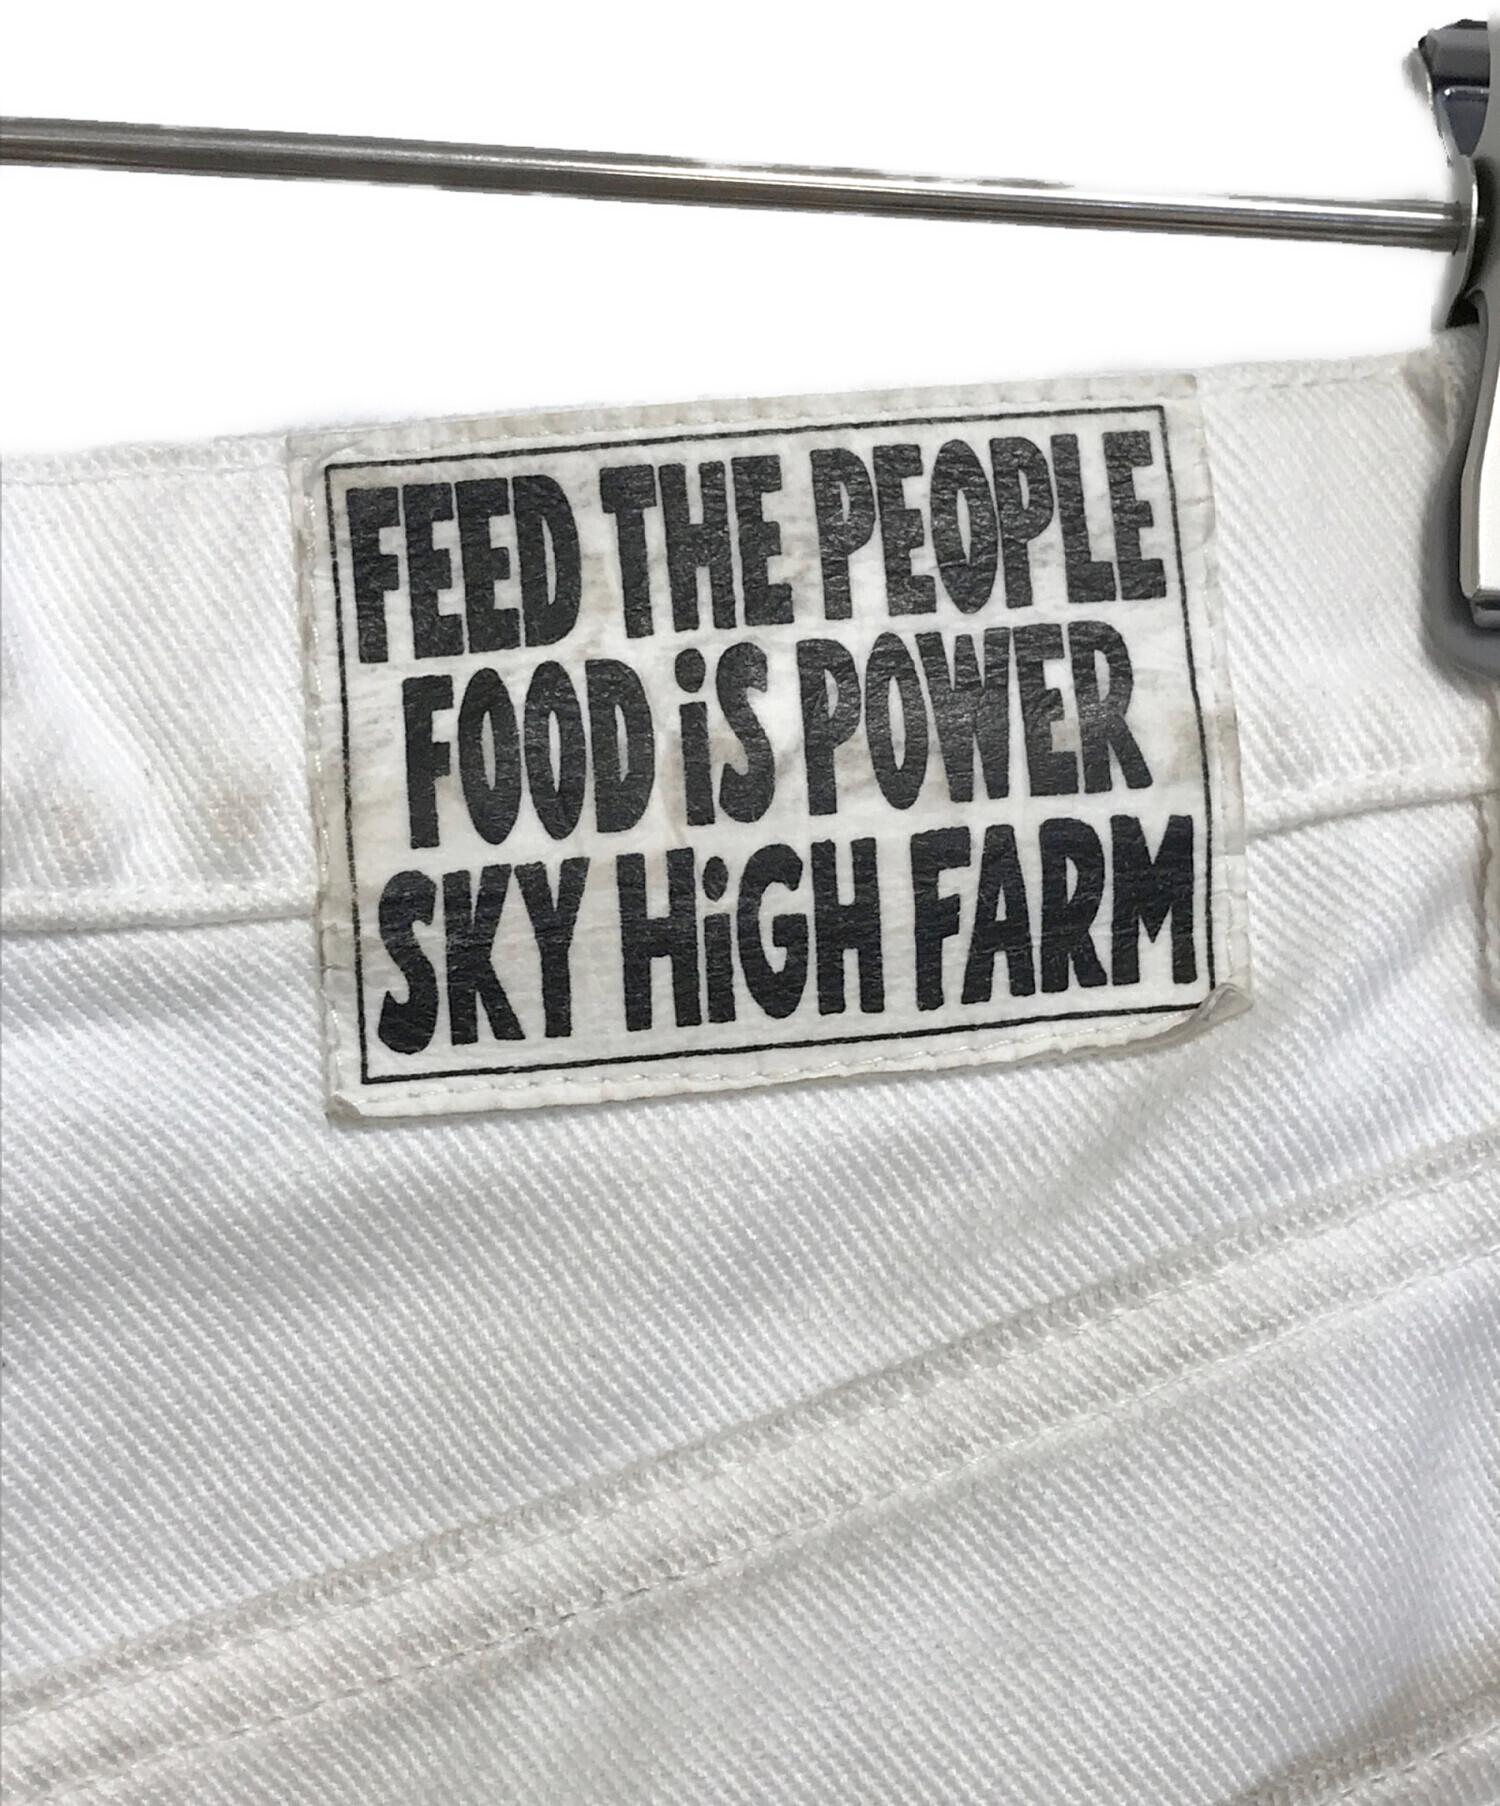 FEED THE PEOPLE
FOOD iS POWER
SKY HiGH FARM